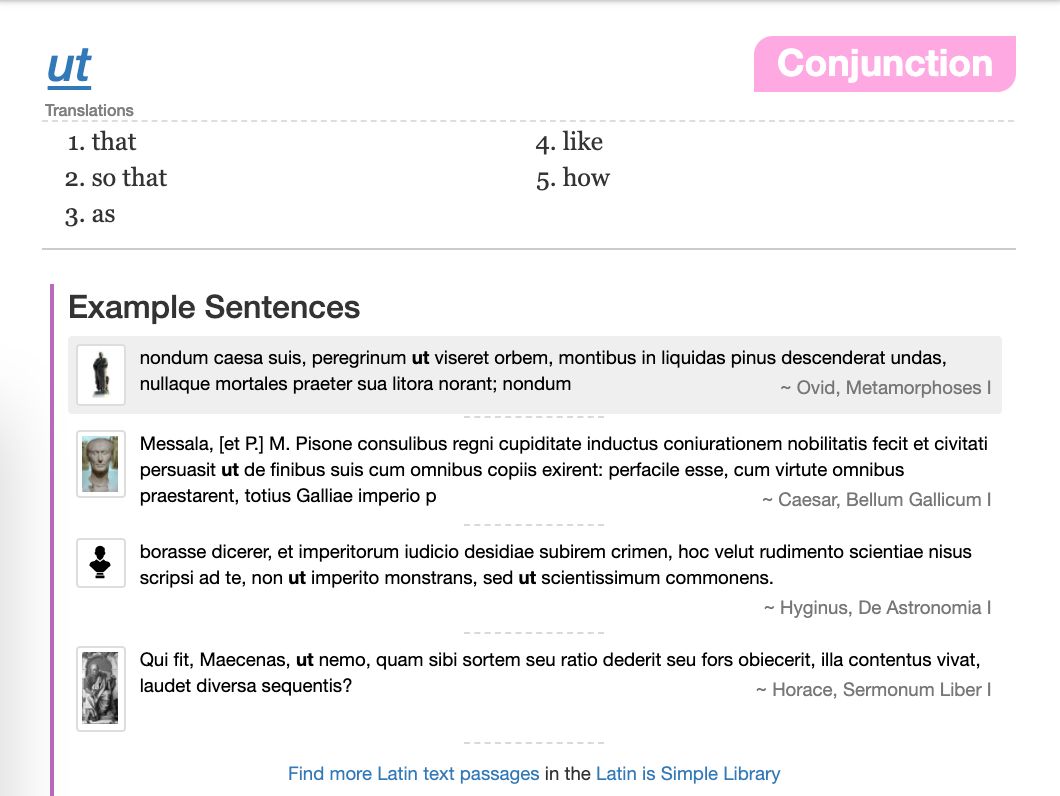 ut
Conjunction
Translations
1. that
2. so that
3. as
4. like
5. how
Example Sentences
nondum caesa suis, peregrinum ut viseret orbem, montibus in liquidas pinus descenderat undas,
nullaque mortales praeter sua litora norant; nondum
~ Ovid, Metamorphoses I
Messala, [et P.] M. Pisone consulibus regni cupiditate inductus coniurationem nobilitatis fecit et civitati
persuasit ut de finibus suis cum omnibus copiis exirent: perfacile esse, cum virtute omnibus
praestarent, totius Galliae imperio p
~ Caesar, Bellum Gallicum I
borasse dicerer, et imperitorum iudicio desidiae subirem crimen, hoc velut rudimento scientiae nisus
scripsi ad te, non ut imperito monstrans, sed ut scientissimum commonens.
~ Hyginus, De Astronomia I
Qui fit, Maecenas, ut nemo, quam sibi sortem seu ratio dederit seu fors obiecerit, illa contentus vivat,
laudet diversa sequentis?
~ Horace, Sermonum Liber I
Find more Latin text passages in the Latin is Simple Library